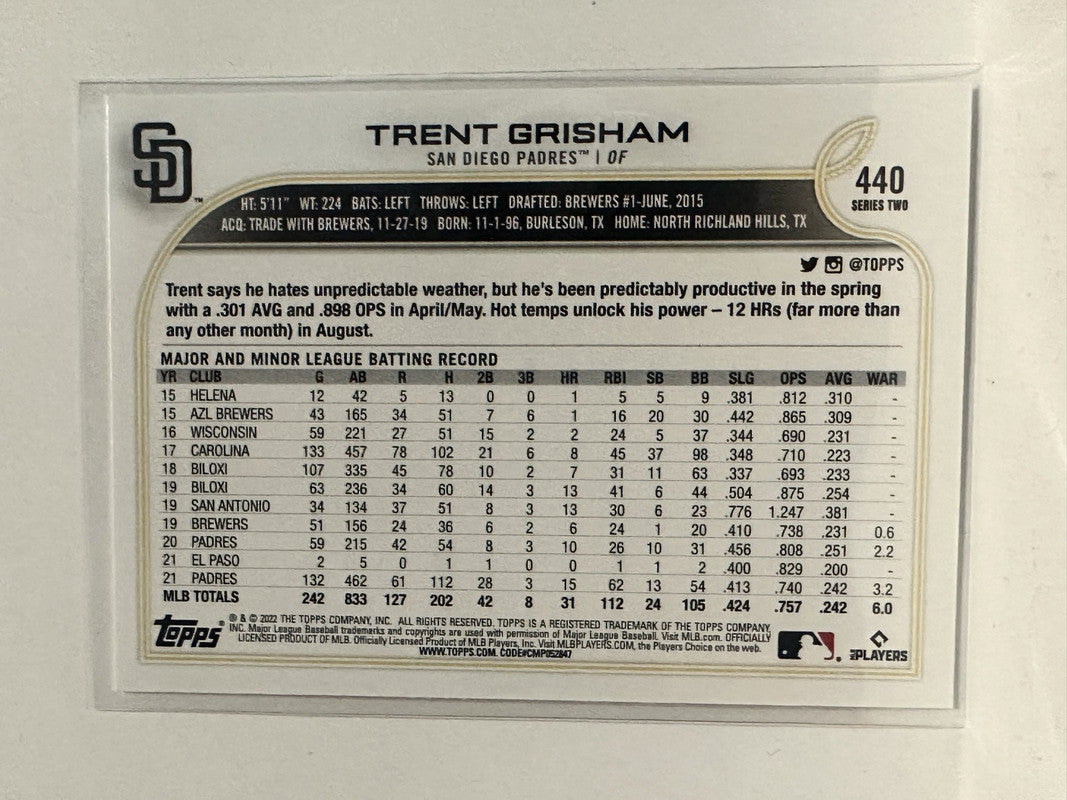 SD™
TRENT GRISHAM
SAN DIEGO PADRES™ | OF
440
SERIES TWO
HT: 5'11" WT: 224 BATS: LEFT THROWS: LEFT DRAFTED: BREWERS #1-JUNE, 2015
ACQ: TRADE WITH BREWERS, 11-27-19 BORN: 11-1-96, BURLESON, TX HOME: NORTH RICHLAND HILLS, TX
@TOPPS
Trent says he hates unpredictable weather, but he's been predictably productive in the spring
with a .301 AVG and .898 OPS in April/May. Hot temps unlock his power – 12 HRs (far more than
any other month) in August.
MAJOR AND MINOR LEAGUE BATTING RECORD
YR CLUB G AB R H 2B 3B HR RBI SB BB SLG OPS AVG WAR
15 HELENA 12 42 5 13 0 0 1 5 5 9 .381 .812 .310 -
15 AZL BREWERS 43 165 34 51 7 6 1 16 20 30 .442 .865 .309 -
16 WISCONSIN 59 221 27 51 15 2 2 24 5 37 .344 .690 .231 -
17 CAROLINA 133 457 78 102 21 6 8 45 37 98 .348 .710 .223 -
18 BILOXI 107 335 45 78 10 2 7 31 11 63 .337 .693 .233 -
19 BILOXI 63 236 34 60 14 3 13 41 6 44 .504 .875 .254 -
19 SAN ANTONIO 34 134 37 51 8 3 13 30 6 23 .776 1.247 .381 -
19 BREWERS 51 156 24 36 6 2 6 24 1 20 .410 .738 .231 0.6
20 PADRES 59 215 42 54 8 3 10 26 10 31 .456 .808 .251 2.2
21 EL PASO 2 5 0 1 1 0 0 1 1 2 .400 .829 .200 -
21 PADRES 132 462 61 112 28 3 15 62 13 54 .413 .740 .242 3.2
MLB TOTALS 242 833 127 202 42 8 31 112 24 105 .424 .757 .242 6.0
Topps®
® & © 2022 THE TOPPS COMPANY, INC. ALL RIGHTS RESERVED. TOPPS IS A REGISTERED TRADEMARK OF THE TOPPS COMPANY,
INC. Major League Baseball trademarks and copyrights are used with permission of Major League Baseball. Visit MLB.com. OFFICIALLY
LICENSED PRODUCT OF MLB. Officially Licensed Product of MLB Players, Inc. Visit MLBPLAYERS.COM, the Players Choice on the web.
WWW.TOPPS.COM. CODE#CMP052847
MLB PLAYERS